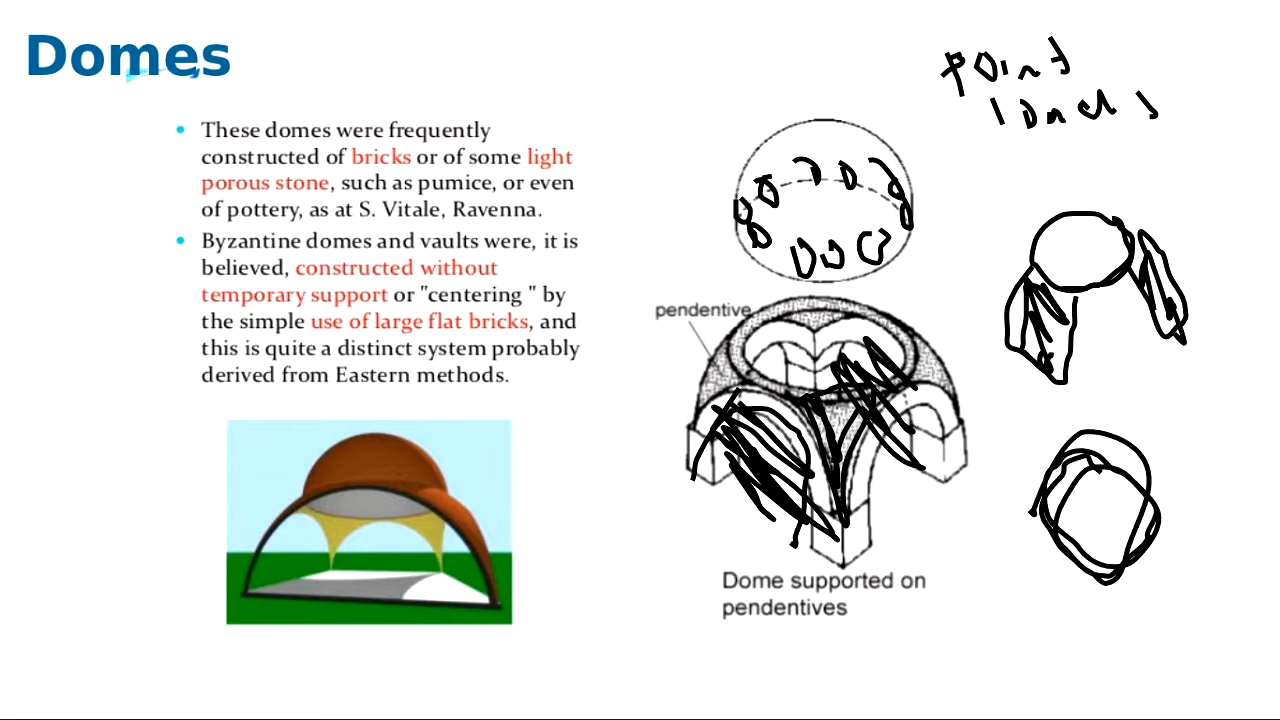 Domes
These domes were frequently
constructed of bricks or of some light
porous stone, such as pumice, or even
of pottery, as at S. Vitale, Ravenna.
Byzantine domes and vaults were, it is
believed, constructed without
temporary support or "centering " by
the simple use of large flat bricks, and
this is quite a distinct system probably
derived from Eastern methods.
point
pendentive
Dome supported on
pendentives